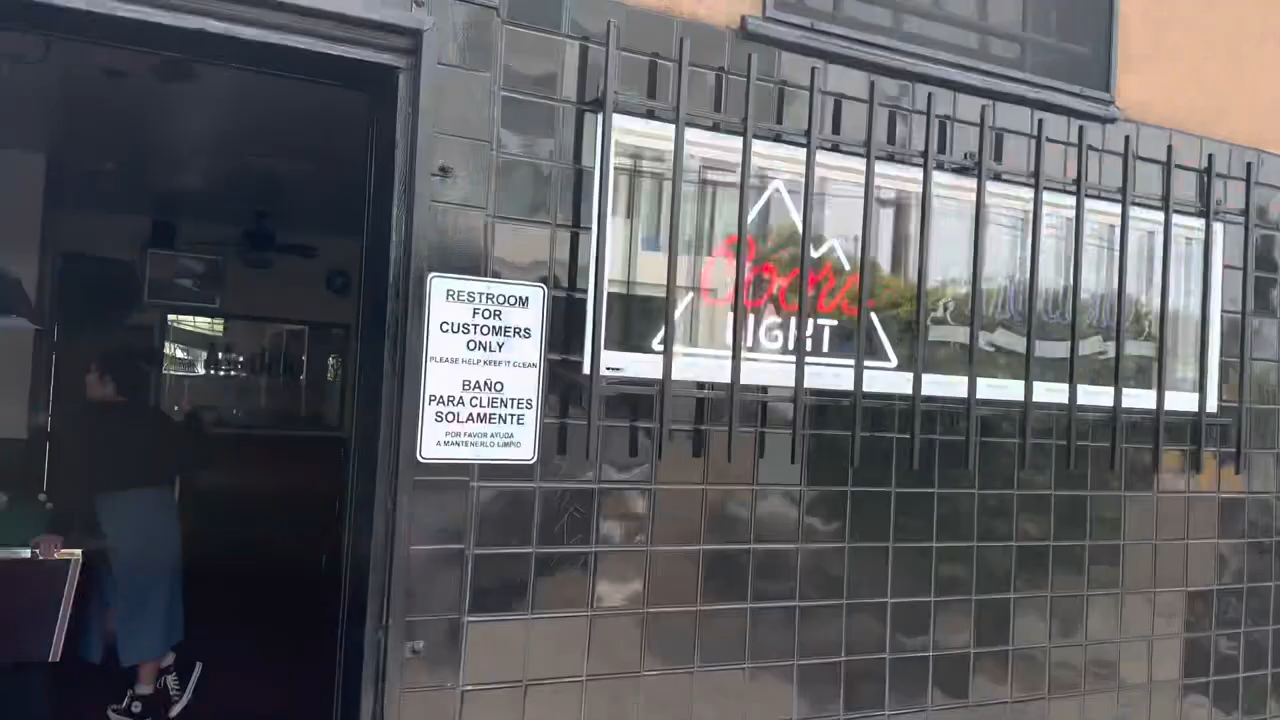 RESTROOM
FOR
CUSTOMERS
ONLY
PLEASE HELP KEEP IT CLEAN
BAÑO
PARA CLIENTES
SOLAMENTE
POR FAVOR AYUDA
A MANTENERLO LIMPIO
Coors
LIGHT